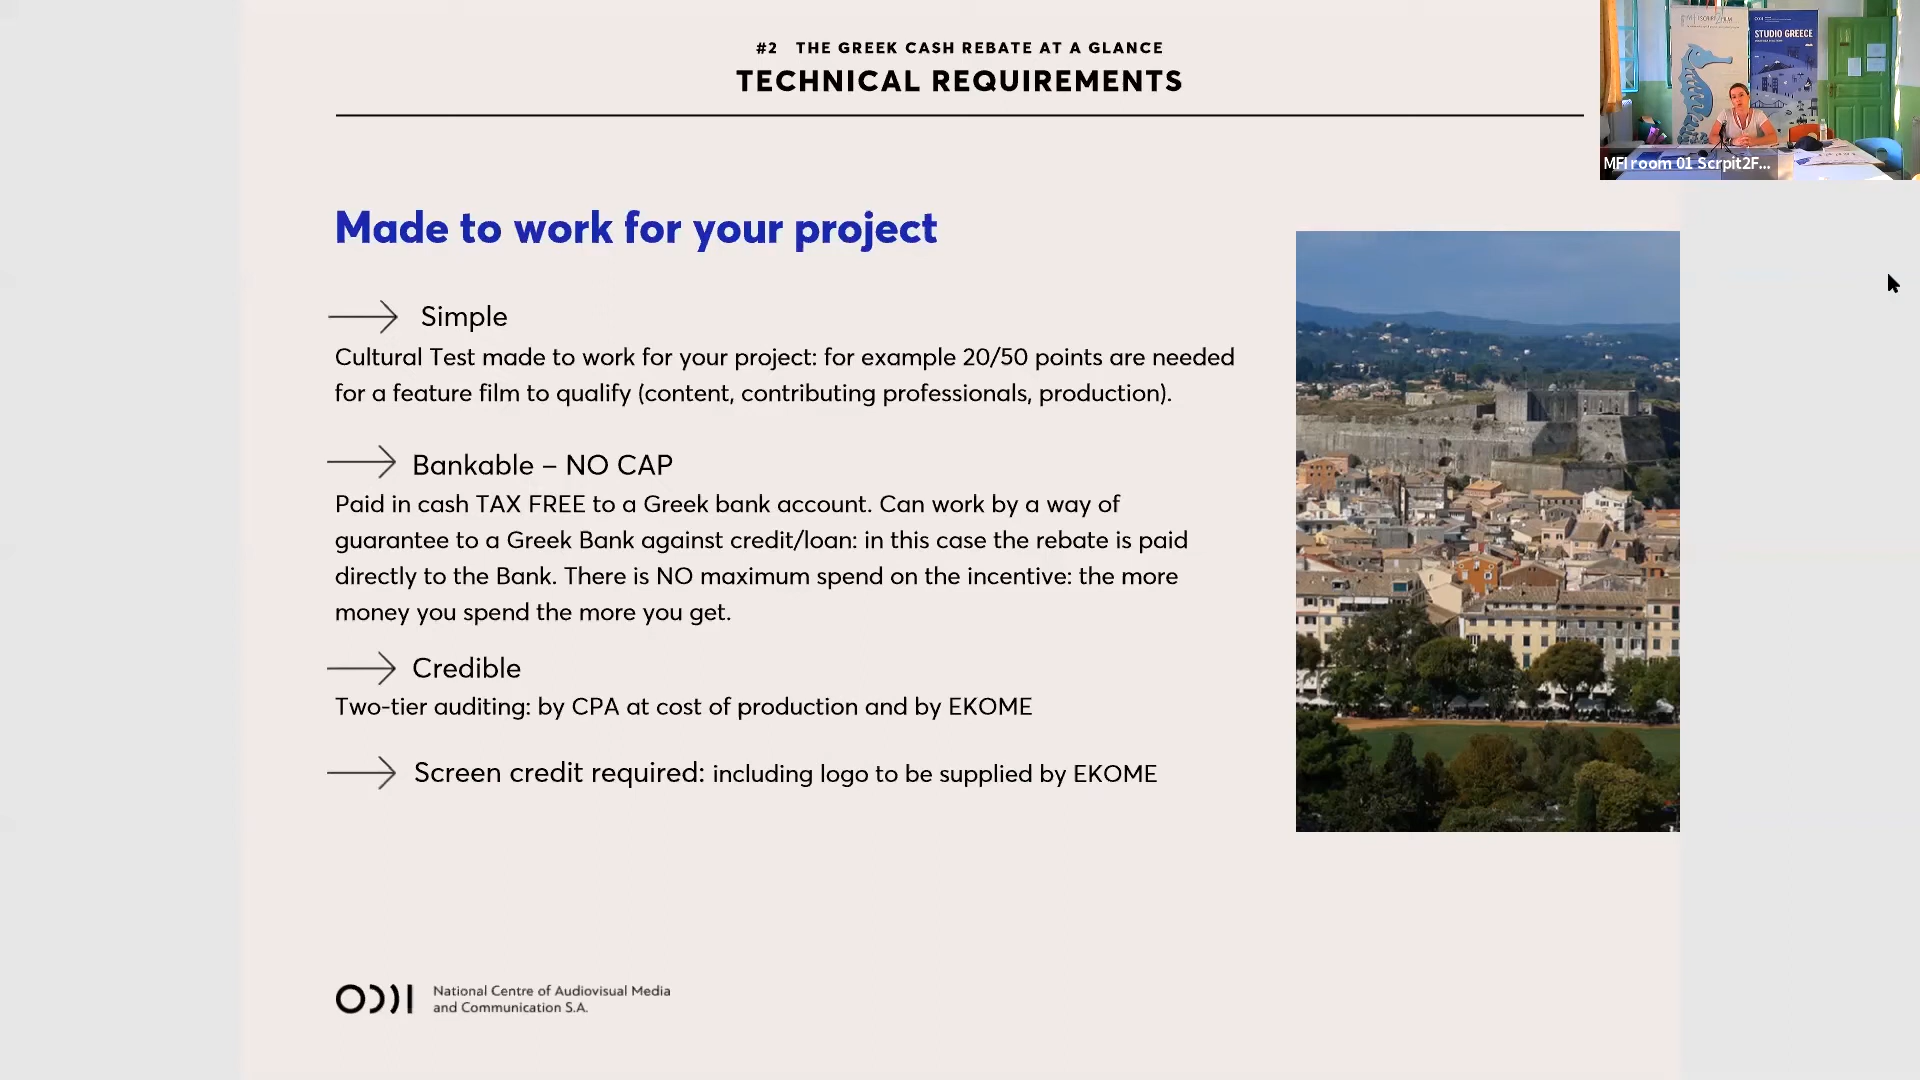 #2 THE GREEK CASH REBATE AT A GLANCE
TECHNICAL REQUIREMENTS
STUDIO GREECE
MFI room 01 Scrpit2F...
Made to work for your project
Simple
Cultural Test made to work for your project: for example 20/50 points are needed
for a feature film to qualify (content, contributing professionals, production).
Bankable – NO CAP
Paid in cash TAX FREE to a Greek bank account. Can work by a way of
guarantee to a Greek Bank against credit/loan: in this case the rebate is paid
directly to the Bank. There is NO maximum spend on the incentive: the more
money you spend the more you get.
Credible
Two-tier auditing: by CPA at cost of production and by EKOME
Screen credit required: including logo to be supplied by EKOME
National Centre of Audiovisual Media
and Communication S.A.